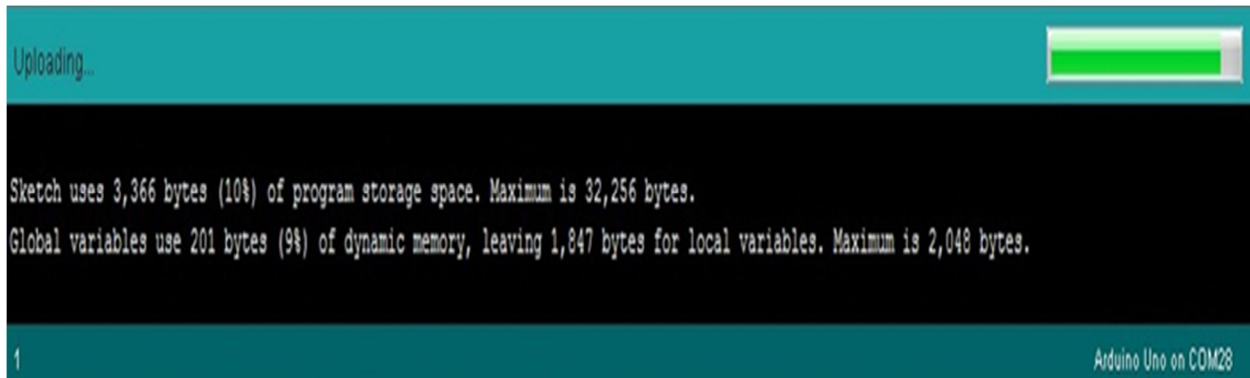 Uploading...
Sketch uses 3,366 bytes (10%) of program storage space. Maximum is 32,256 bytes.
Global variables use 201 bytes (9%) of dynamic memory, leaving 1,847 bytes for local variables. Maximum is 2,048 bytes.
1
Arduino Uno on COM28